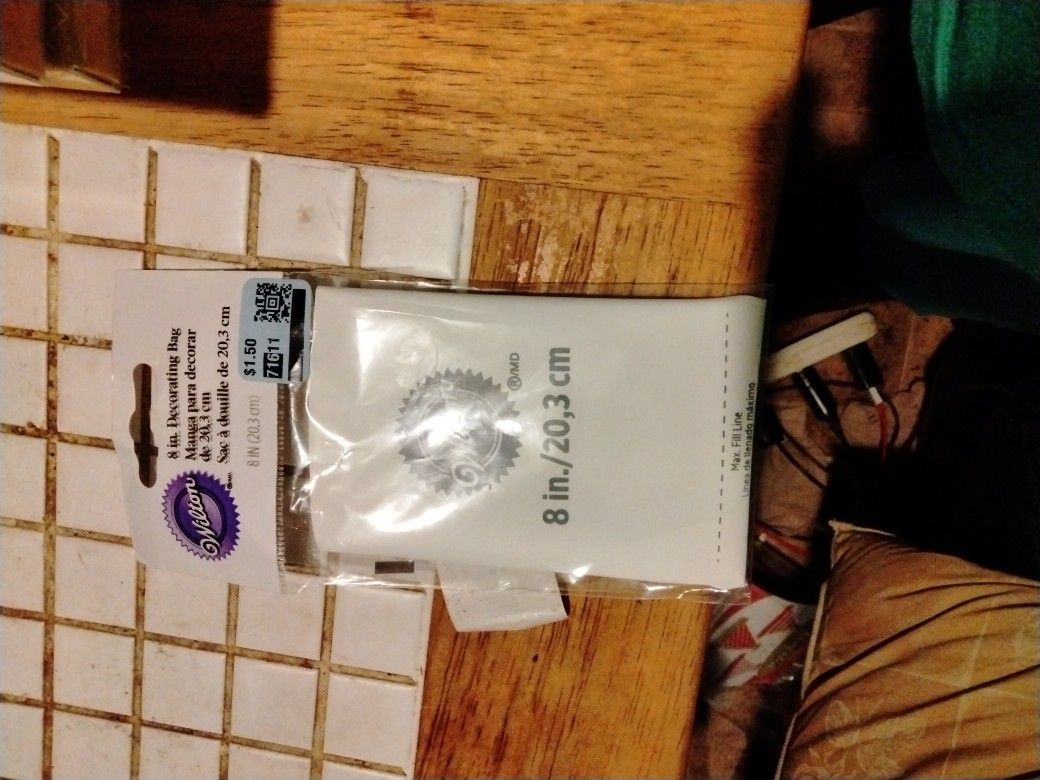 8 in. Decorating Bag
Manga para decorar
de 20,3 cm
Sac à douille de 20,3 cm
Wilton
®/MD
8 IN (20,3 cm)
$1.50
71611
®/MD
8 in./20,3 cm
Max. Fill Line
Línea de llenado máximo